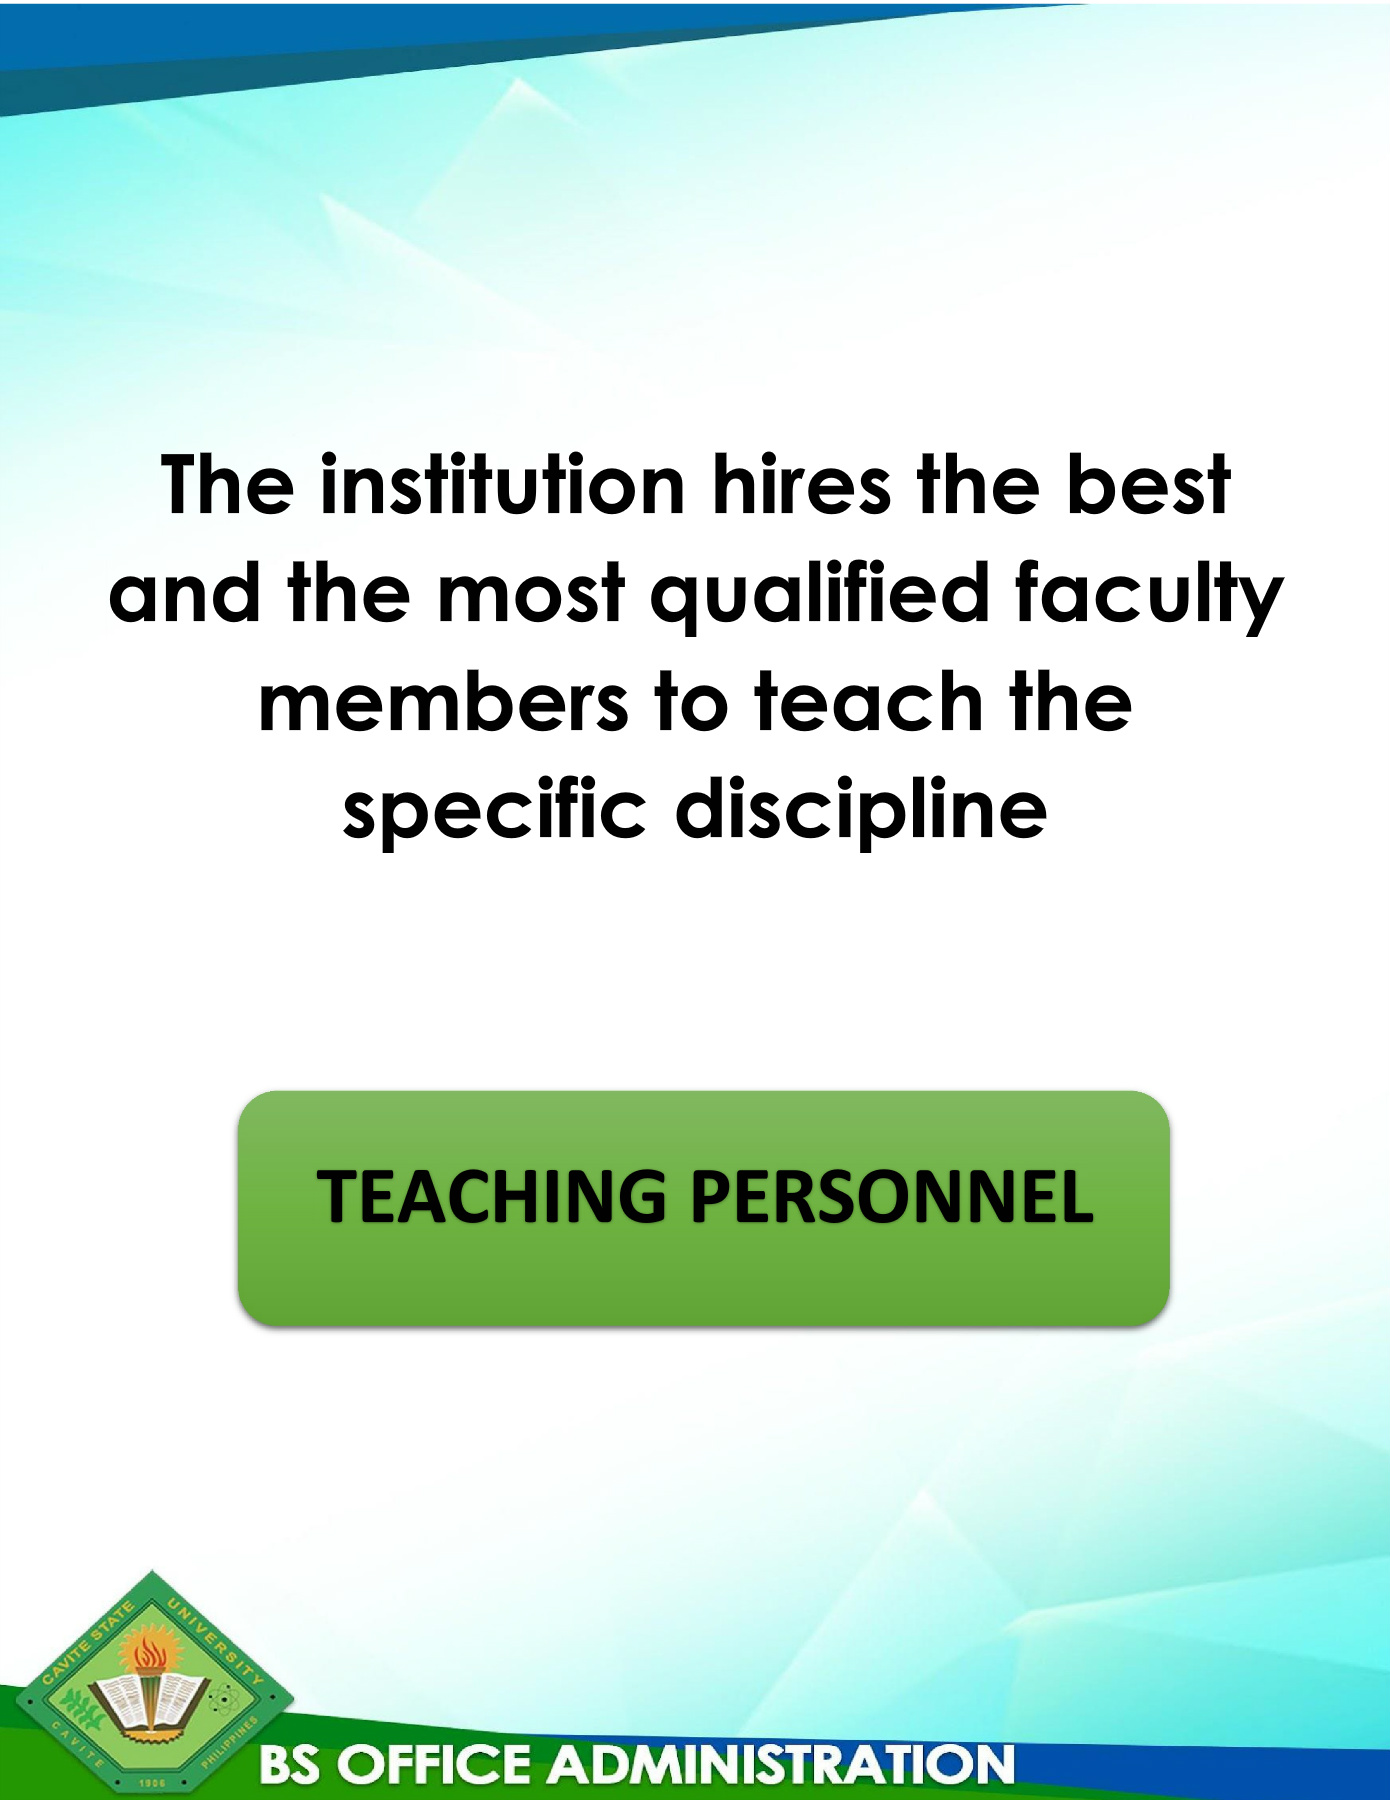 The institution hires the best
and the most qualified faculty
members to teach the
specific discipline
TEACHING PERSONNEL
CAVITE STATE UNIVERSITY
CAVITE
1906
PHILIPPINES
BS OFFICE ADMINISTRATION